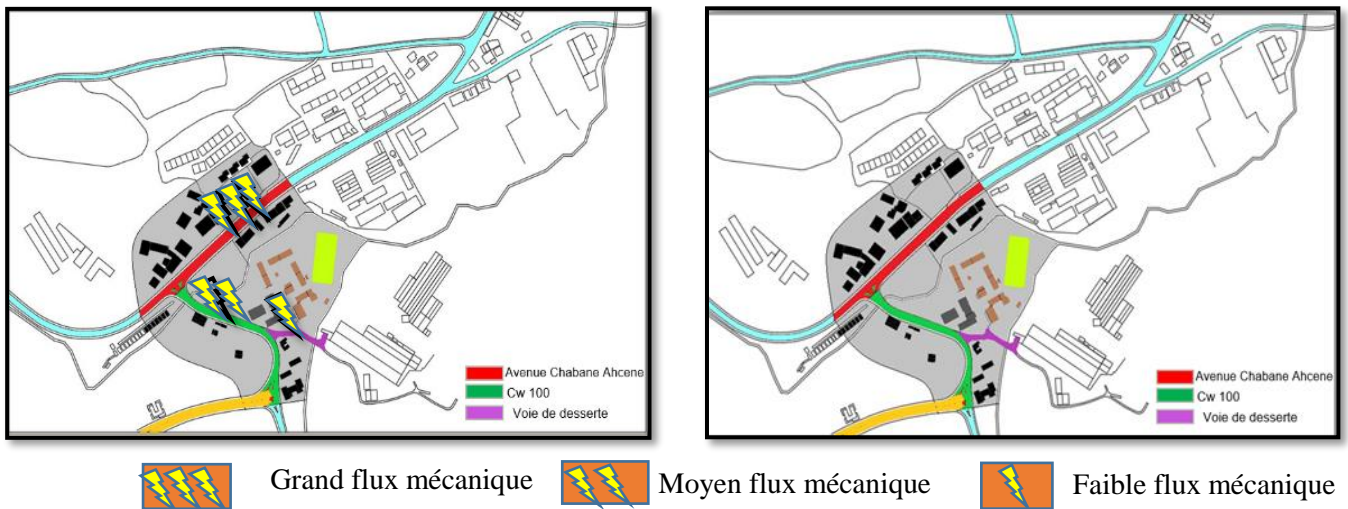 Avenue Chabane Ahcene
Cw 100
Voie de desserte
Avenue Chabane Ahcene
Cw 100
Voie de desserte
Grand flux mécanique
Moyen flux mécanique
Faible flux mécanique